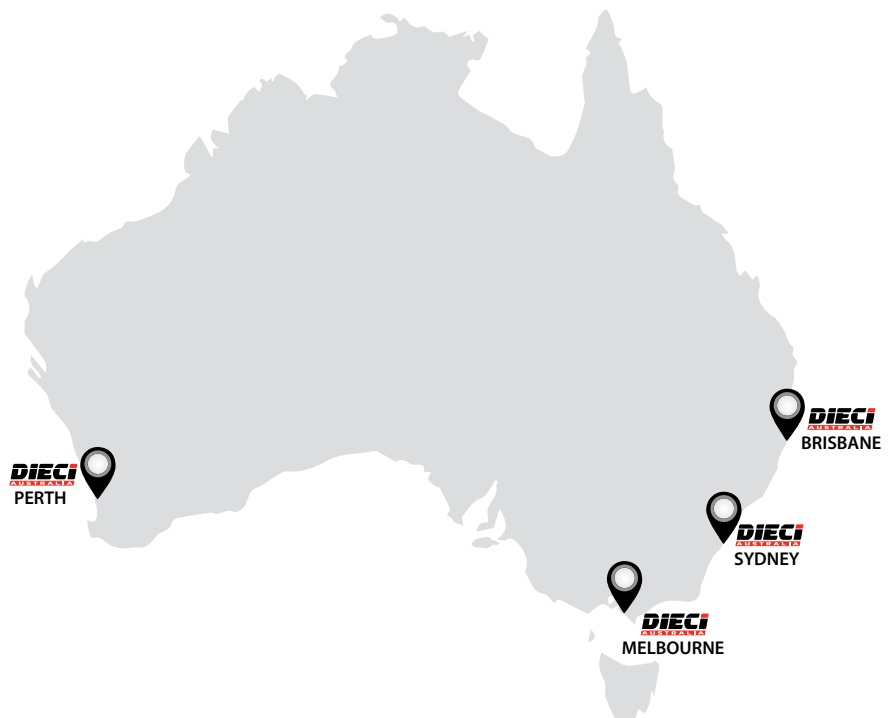 DIECI
AUSTRALIA
BRISBANE
DIECI
AUSTRALIA
PERTH
DIECI
AUSTRALIA
SYDNEY
DIECI
AUSTRALIA
MELBOURNE